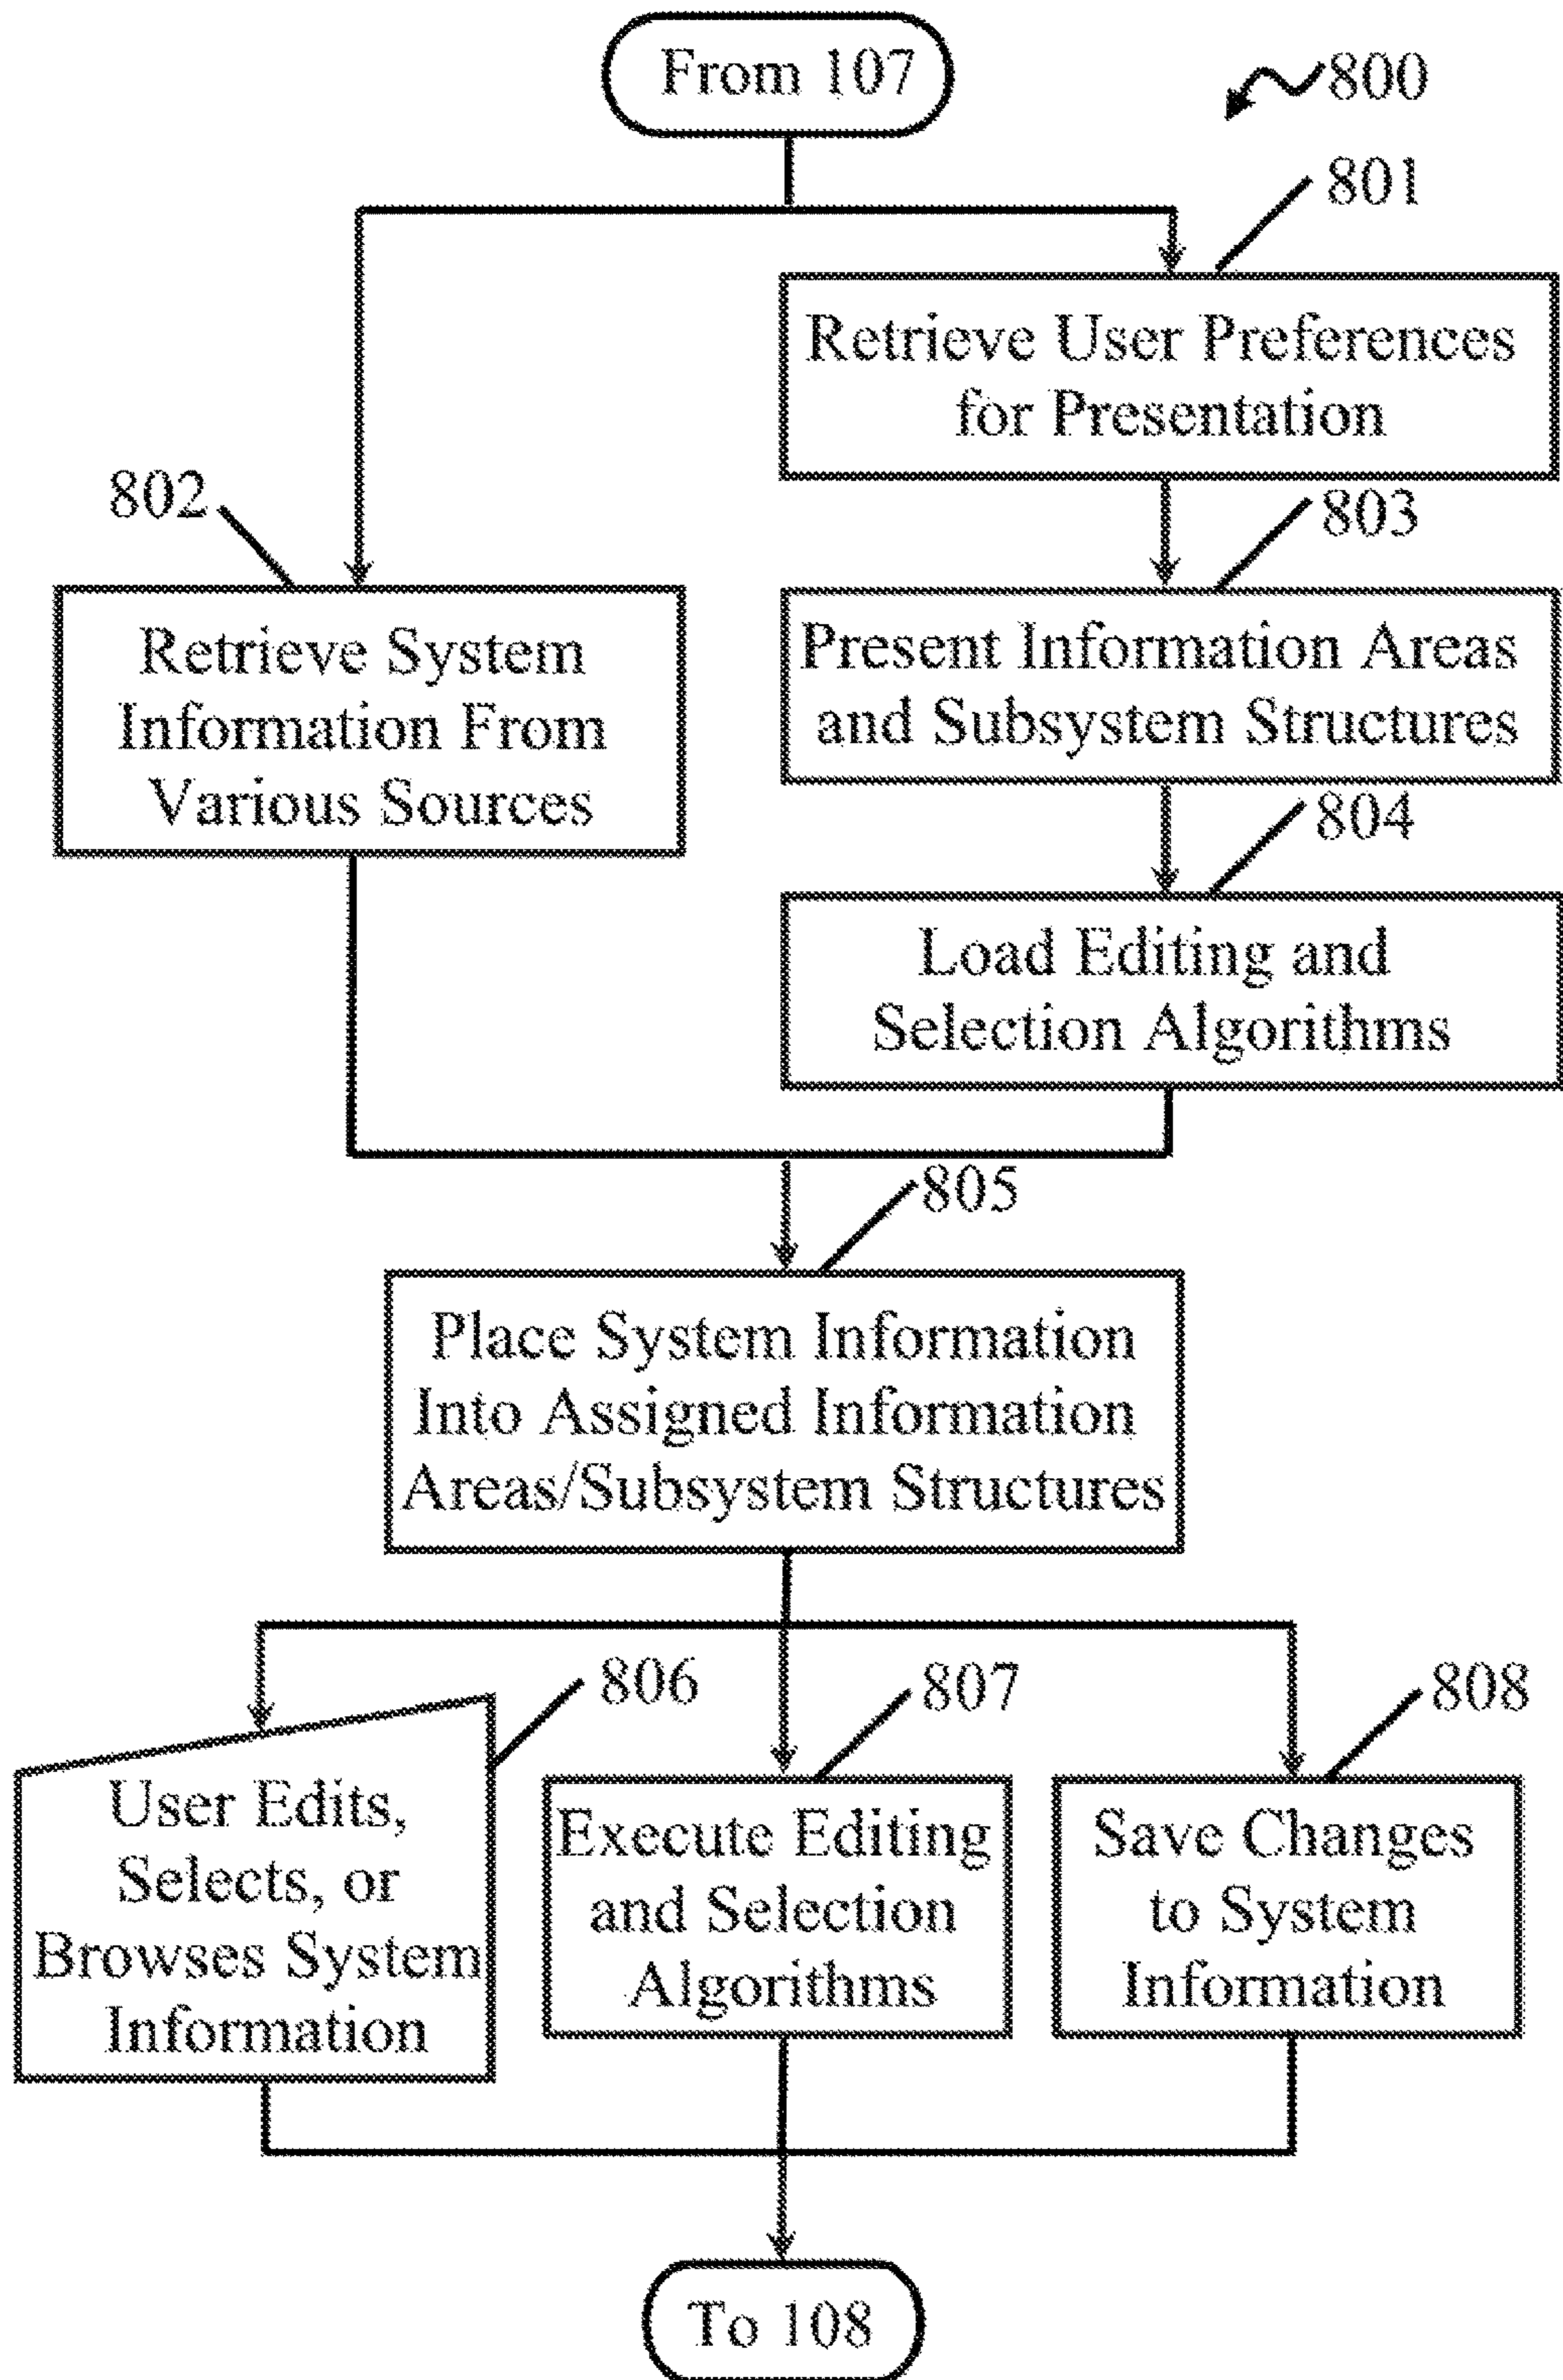 From 107
800
801
Retrieve User Preferences
for Presentation
802
803
Retrieve System
Information From
Various Sources
Present Information Areas
and Subsystem Structures
804
Load Editing and
Selection Algorithms
805
Place System Information
Into Assigned Information
Areas/Subsystem Structures
806
807
808
User Edits,
Selects, or
Browses System
Information
Execute Editing
and Selection
Algorithms
Save Changes
to System
Information
To 108